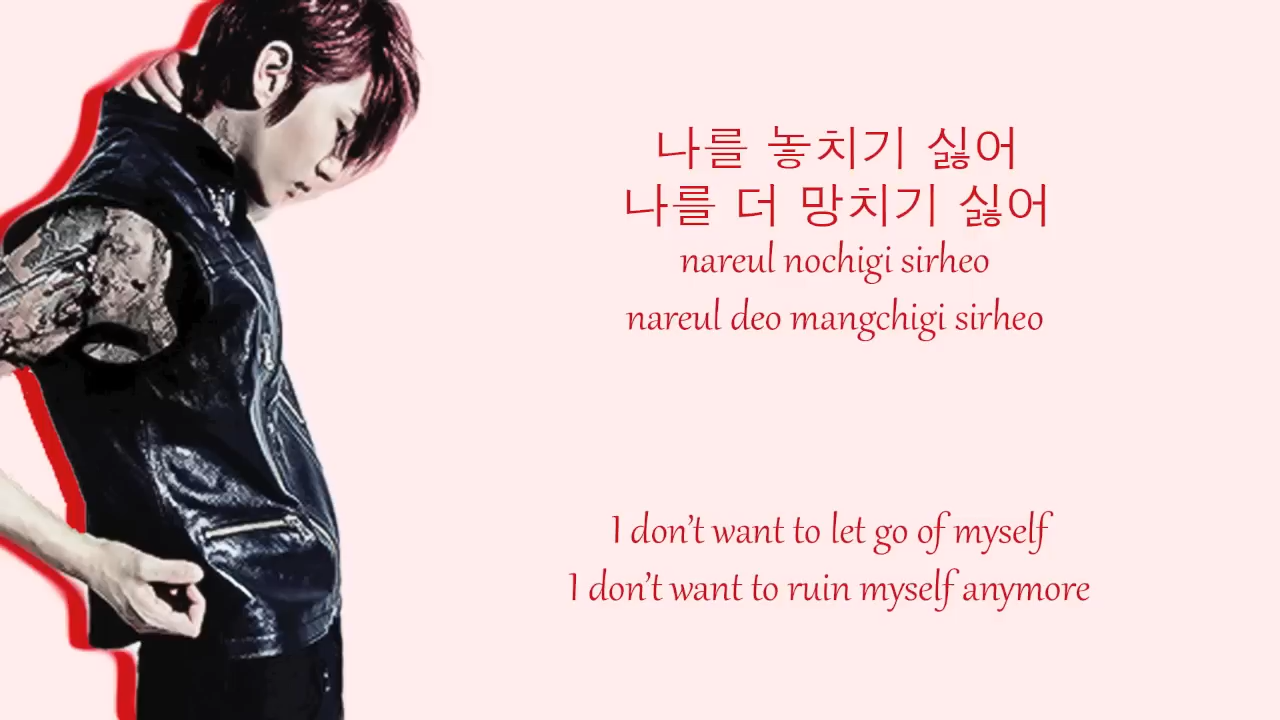 나를 놓치기 싫어
나를 더 망치기 싫어
nareul nochigi sirheo
nareul deo mangchigi sirheo
I don't want to let go of myself
I don't want to ruin myself anymore